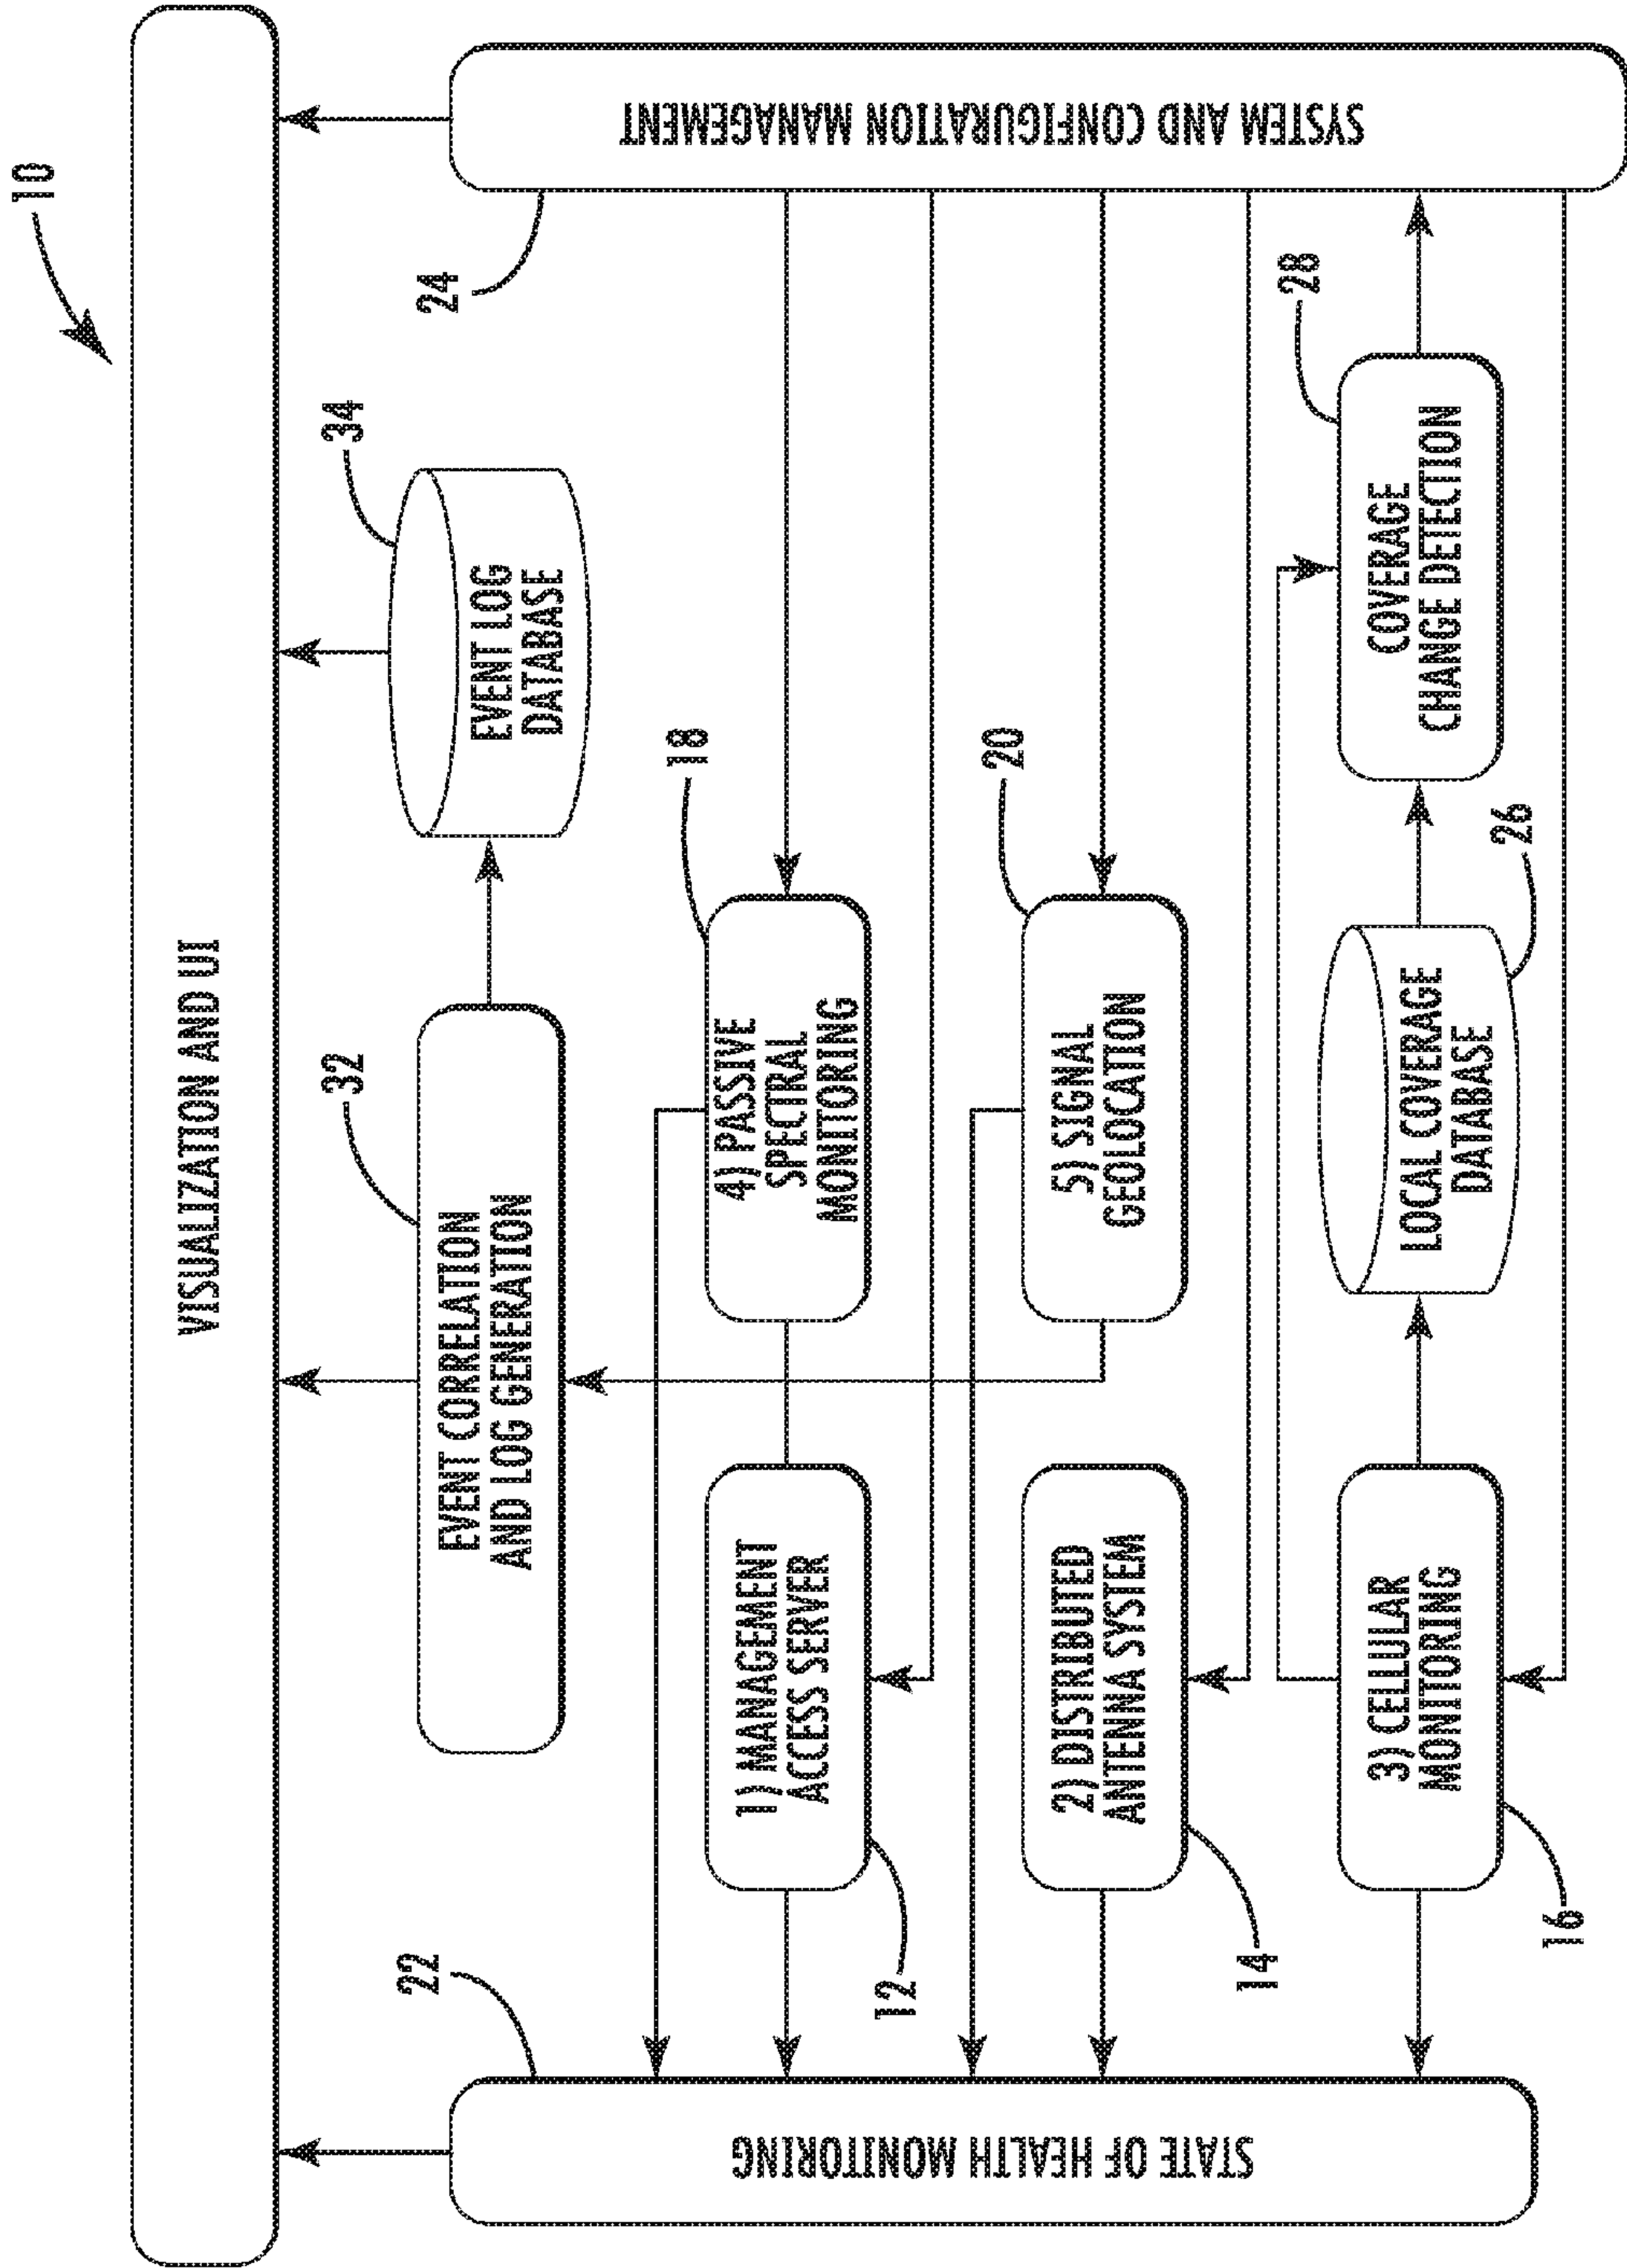 10
VISUALIZATION AND UI
22
32
34
24
EVENT CORRELATION
AND LOG GENERATION
EVENT LOG
DATABASE
STATE OF HEALTH MONITORING
SYSTEM AND CONFIGURATION MANAGEMENT
18
1) MANAGEMENT
ACCESS SERVER
4) PASSIVE
SPECTRAL
MONITORING
12
20
2) DISTRIBUTED
ANTENNA SYSTEM
5) SIGNAL
GEOLOCATION
14
28
3) CELLULAR
MONITORING
LOCAL COVERAGE
DATABASE
COVERAGE
CHANGE DETECTION
16
26